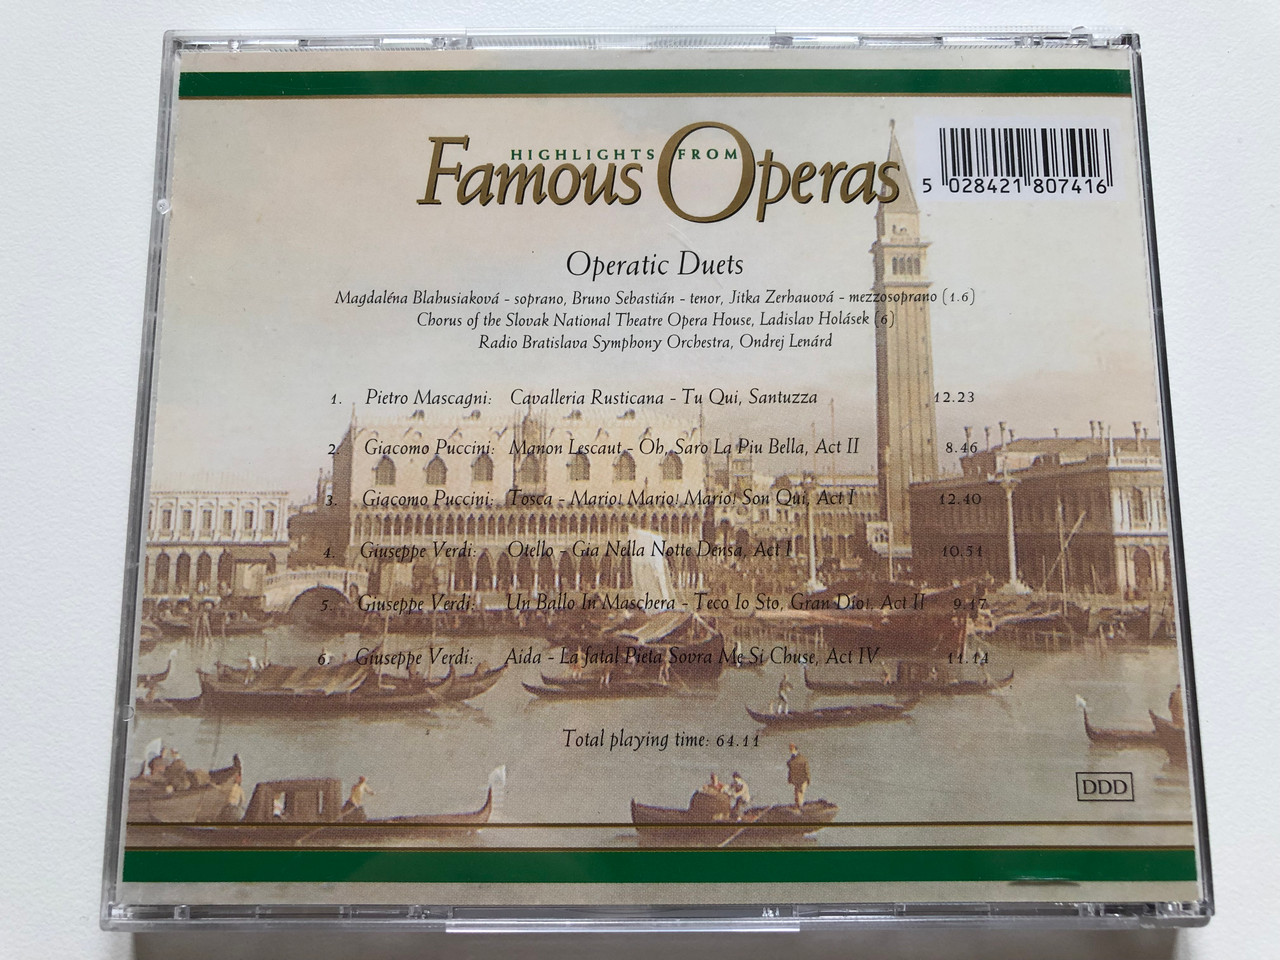 HIGHLIGHTS FROM
Famous Operas
5 028421 807416
Operatic Duets
Magdaléna Blahusiaková - soprano, Bruno Sebastián - tenor, Jitka Zerhauová - mezzosoprano (1.6)
Chorus of the Slovak National Theatre Opera House, Ladislav Holásek (6)
Radio Bratislava Symphony Orchestra, Ondrej Lenárd
1. Pietro Mascagni: Cavalleria Rusticana - Tu Qui, Santuzza 12.23
2. Giacomo Puccini: Manon Lescaut - Oh, Saro La Piu Bella, Act II 8.46
3. Giacomo Puccini: Tosca - Mario! Mario! Mario! Son Qui, Act I 12.40
4. Giuseppe Verdi: Otello - Gia Nella Notte Densa, Act I 10.51
5. Giuseppe Verdi: Un Ballo In Maschera - Teco Io Sto, Gran Dio!, Act II 9.17
6. Giuseppe Verdi: Aida - La fatal Pieta Sovra Me Si Chuse, Act IV 11.14
Total playing time: 64.11
DDD